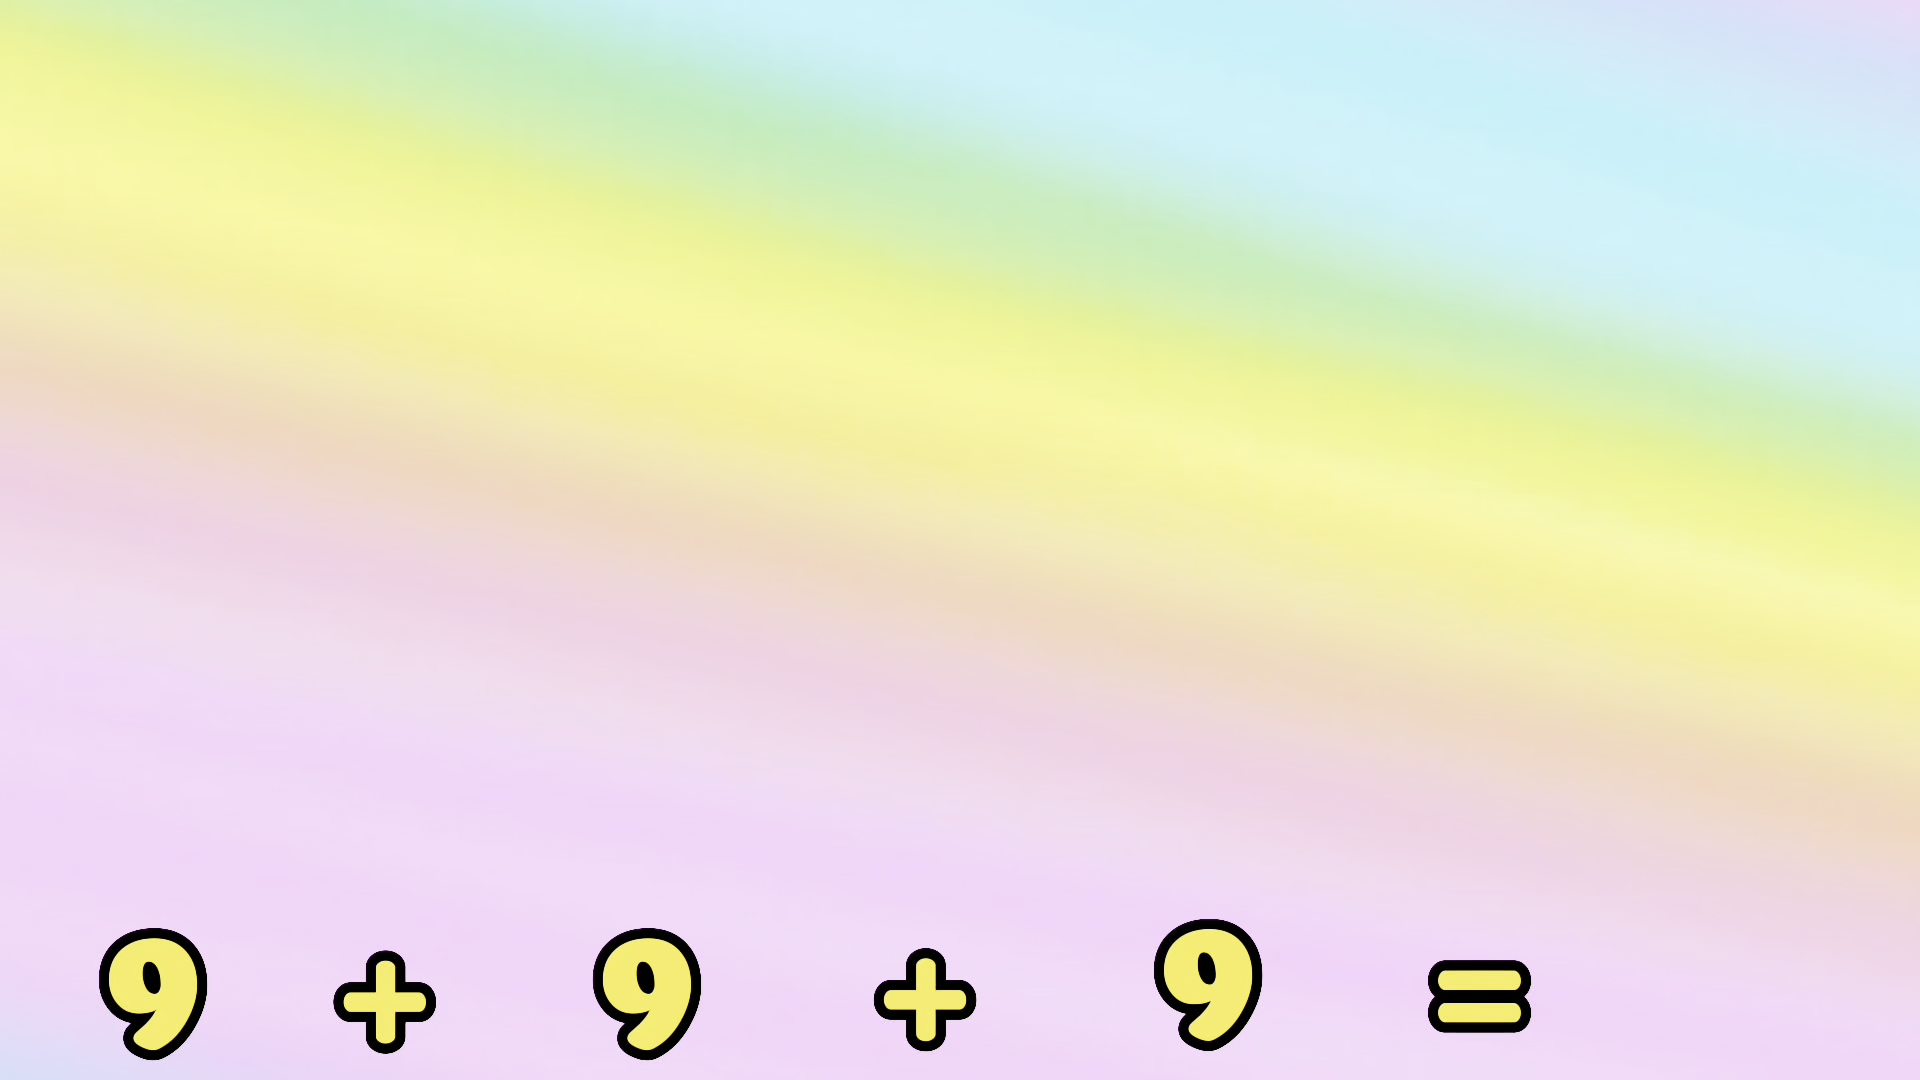 9 + 9 + 9 =